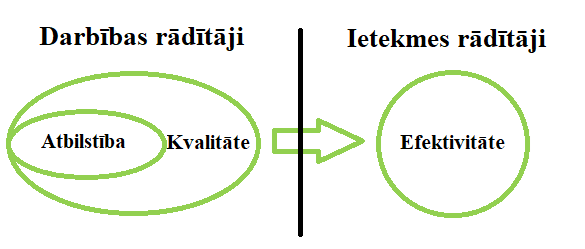 Darbības rādītāji
Ietekmes rādītāji
Atbilstība
Kvalitāte
Efektivitāte